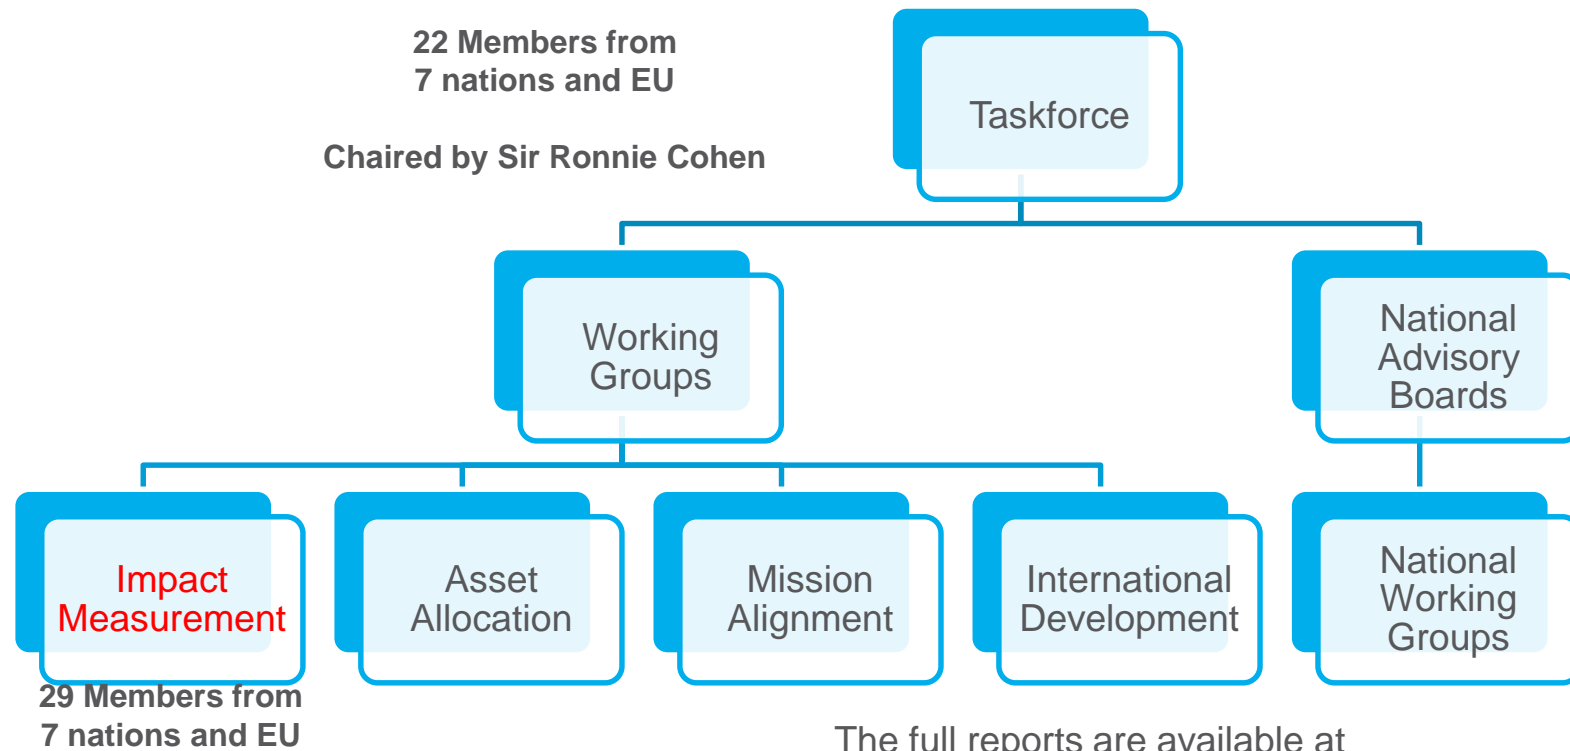 22 Members from
7 nations and EU
Chaired by Sir Ronnie Cohen
Taskforce
Working
Groups
National
Advisory
Boards
Impact
Measurement
Asset
Allocation
Mission
Alignment
International
Development
National
Working
Groups
29 Members from
7 nations and EU
The full reports are available at